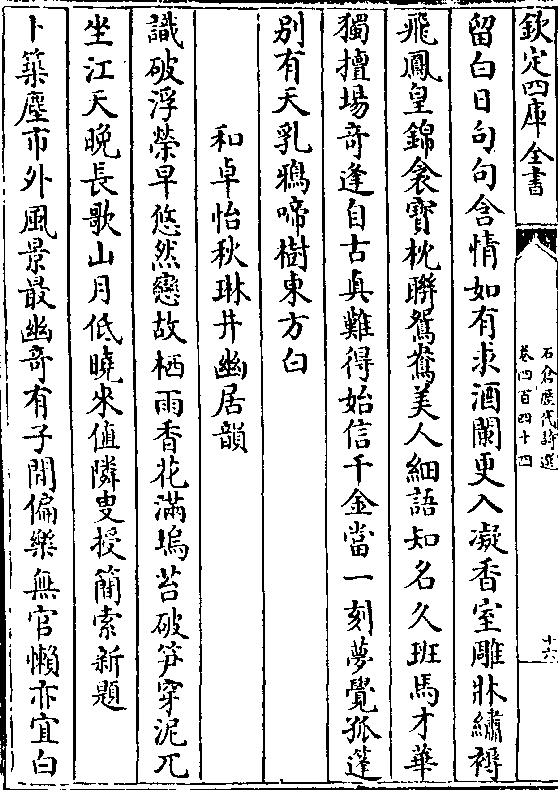 欽定四庫全書
石倉歷代詩選
卷四百四十四
十六
留白日句句含情如有求酒闌更入凝香室雕牀繡褥
飛鳳皇錦衾寶枕聯鴛鴦美人細語知名久班馬才華
獨擅場奇逢自古真難得始信千金當一刻夢覺孤篷
別有天乳鴉啼樹東方白
和卓怡秋琳井幽居韻
識破浮榮早悠然戀故栖雨香花滿塢苔破笋穿泥兀
坐江天晚長歌山月低曉來值隣叟授簡索新題
卜築塵市外風景最幽奇有子閒偏樂無官懶亦宜白